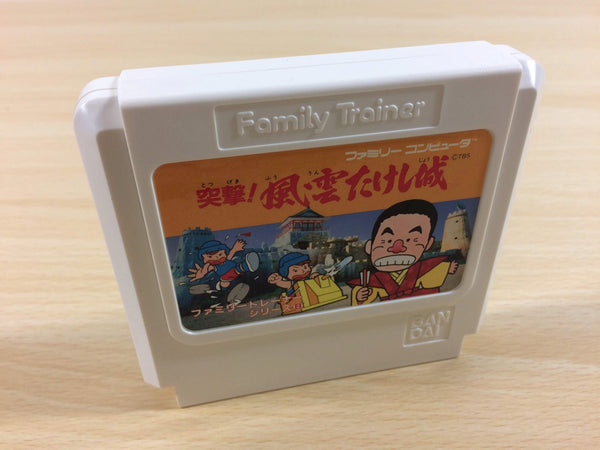 Family Trainer
ファミリー コンピュータ
©TBS
とつ げき ふう うん じょう
突撃!風雲たけし城
ファミリートレーナー
シリーズ
BAN
DAI